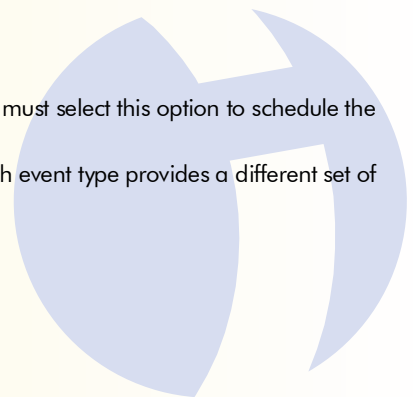 must select this option to schedule the
event type provides a different set of